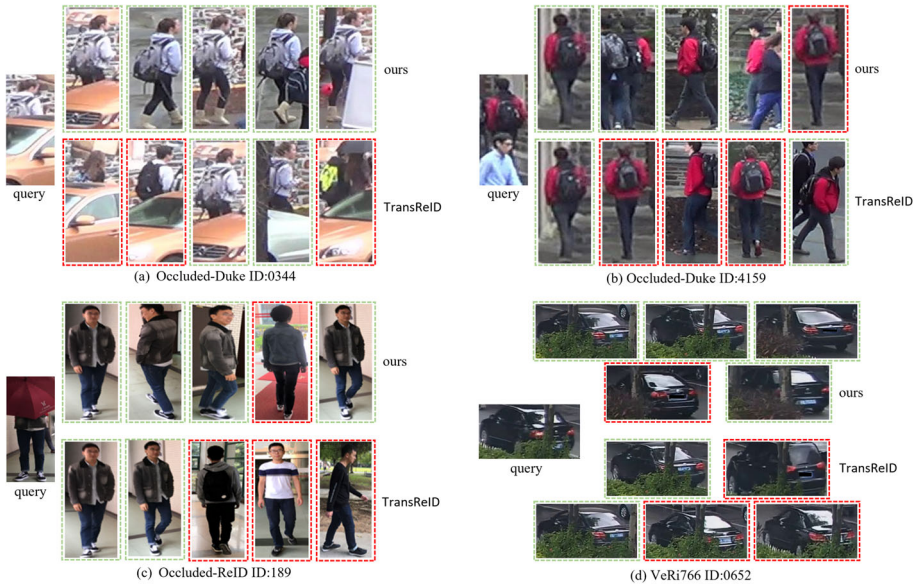 ours
query
TransReID
(a) Occluded-Duke ID:0344
ours
query
TransReID
(b) Occluded-Duke ID:4159
ours
query
TransReID
(c) Occluded-ReID ID:189
ours
query
TransReID
(d) VeRi766 ID:0652